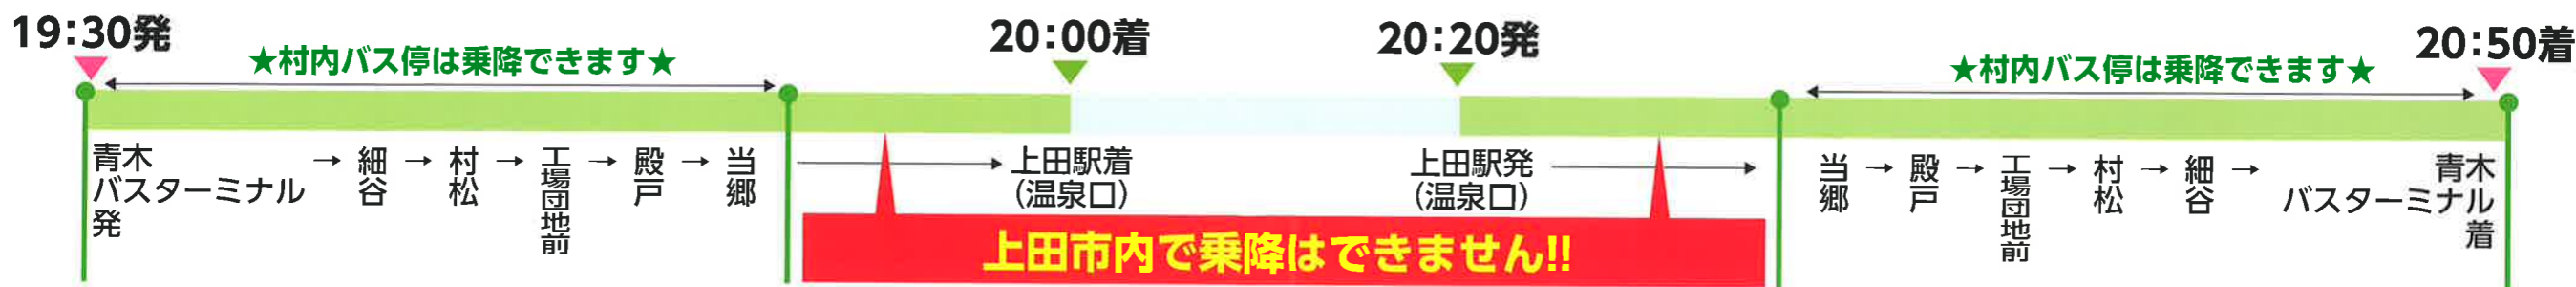 19:30発
★村内バス停は乗降できます★
20:00着
20:20発
★村内バス停は乗降できます★
20:50着
青木
バスターミナル
発
→
細谷
→
村松
→
工場団地前
→
殿戸
→
当郷
上田駅着
(温泉口)
上田駅発
(温泉口)
当郷
→
殿戸
→
工場団地前
→
村松
→
細谷
→
青木
バスターミナル
着
上田市内で乗降はできません!!